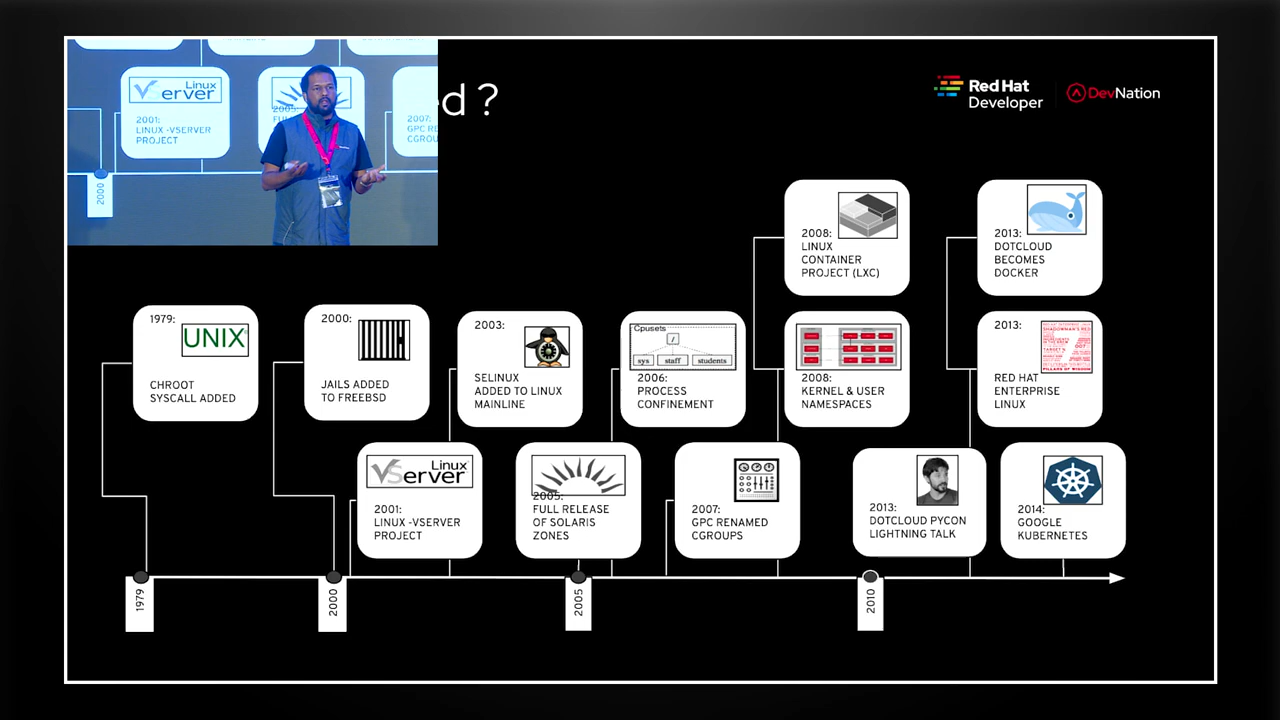 Linux
VServer
2001:
LINUX -VSERVER
PROJECT
2005:
2007:
2000
ed ?
Red Hat
Developer
DevNation
2008:
LINUX
CONTAINER
PROJECT (LXC)
2013:
DOTCLOUD
BECOMES
DOCKER
1979:
UNIX
CHROOT
SYSCALL ADDED
2000:
JAILS ADDED
TO FREEBSD
2003:
SELINUX
ADDED TO LINUX
MAINLINE
Cpusets
/
sys staff students
2006:
PROCESS
CONFINEMENT
2008:
KERNEL & USER
NAMESPACES
2013:
RED HAT
ENTERPRISE
LINUX
Linux
VServer
2001:
LINUX -VSERVER
PROJECT
2005:
FULL RELEASE
OF SOLARIS
ZONES
2007:
GPC RENAMED
CGROUPS
2013:
DOTCLOUD PYCON
LIGHTNING TALK
2014:
GOOGLE
KUBERNETES
1979
2000
2005
2010